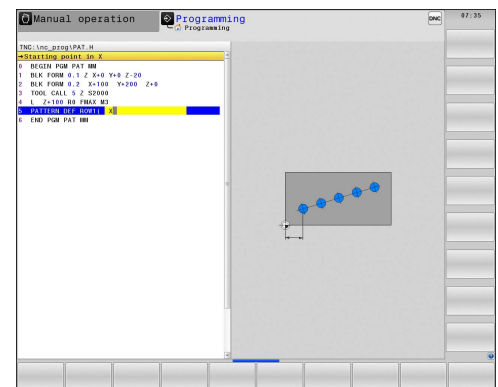 Manual operation
Programming
Programming
DNC
07:35
TNC:\nc_prog\PAT.H
→Starting point in X
0 BEGIN PGM PAT MM
1 BLK FORM 0.1 Z X+0 Y+0 Z-20
2 BLK FORM 0.2 X+100 Y+200 Z+0
3 TOOL CALL 5 Z S2000
4 L Z+100 R0 FMAX M3
5 PATTERN DEF ROW1( X
6 END PGM PAT MM